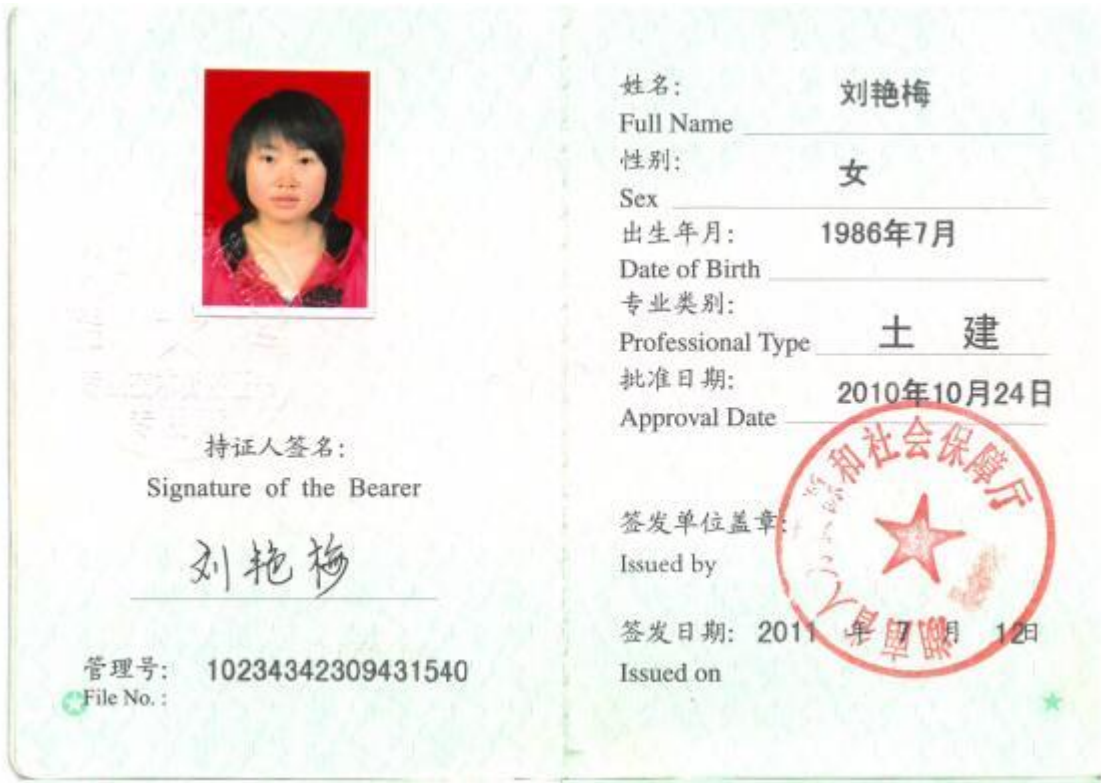 持证人签名:
Signature of the Bearer
刘艳梅
管理号: 10234342309431540
File No. :
姓名: 刘艳梅
Full Name
性别: 女
Sex
出生年月: 1986年7月
Date of Birth
专业类别:
Professional Type 土 建
批准日期: 2010年10月24日
Approval Date
签发单位盖章:
Issued by
湖南省人 和社会保障厅
签发日期: 2011 年 7 月 12日
Issued on